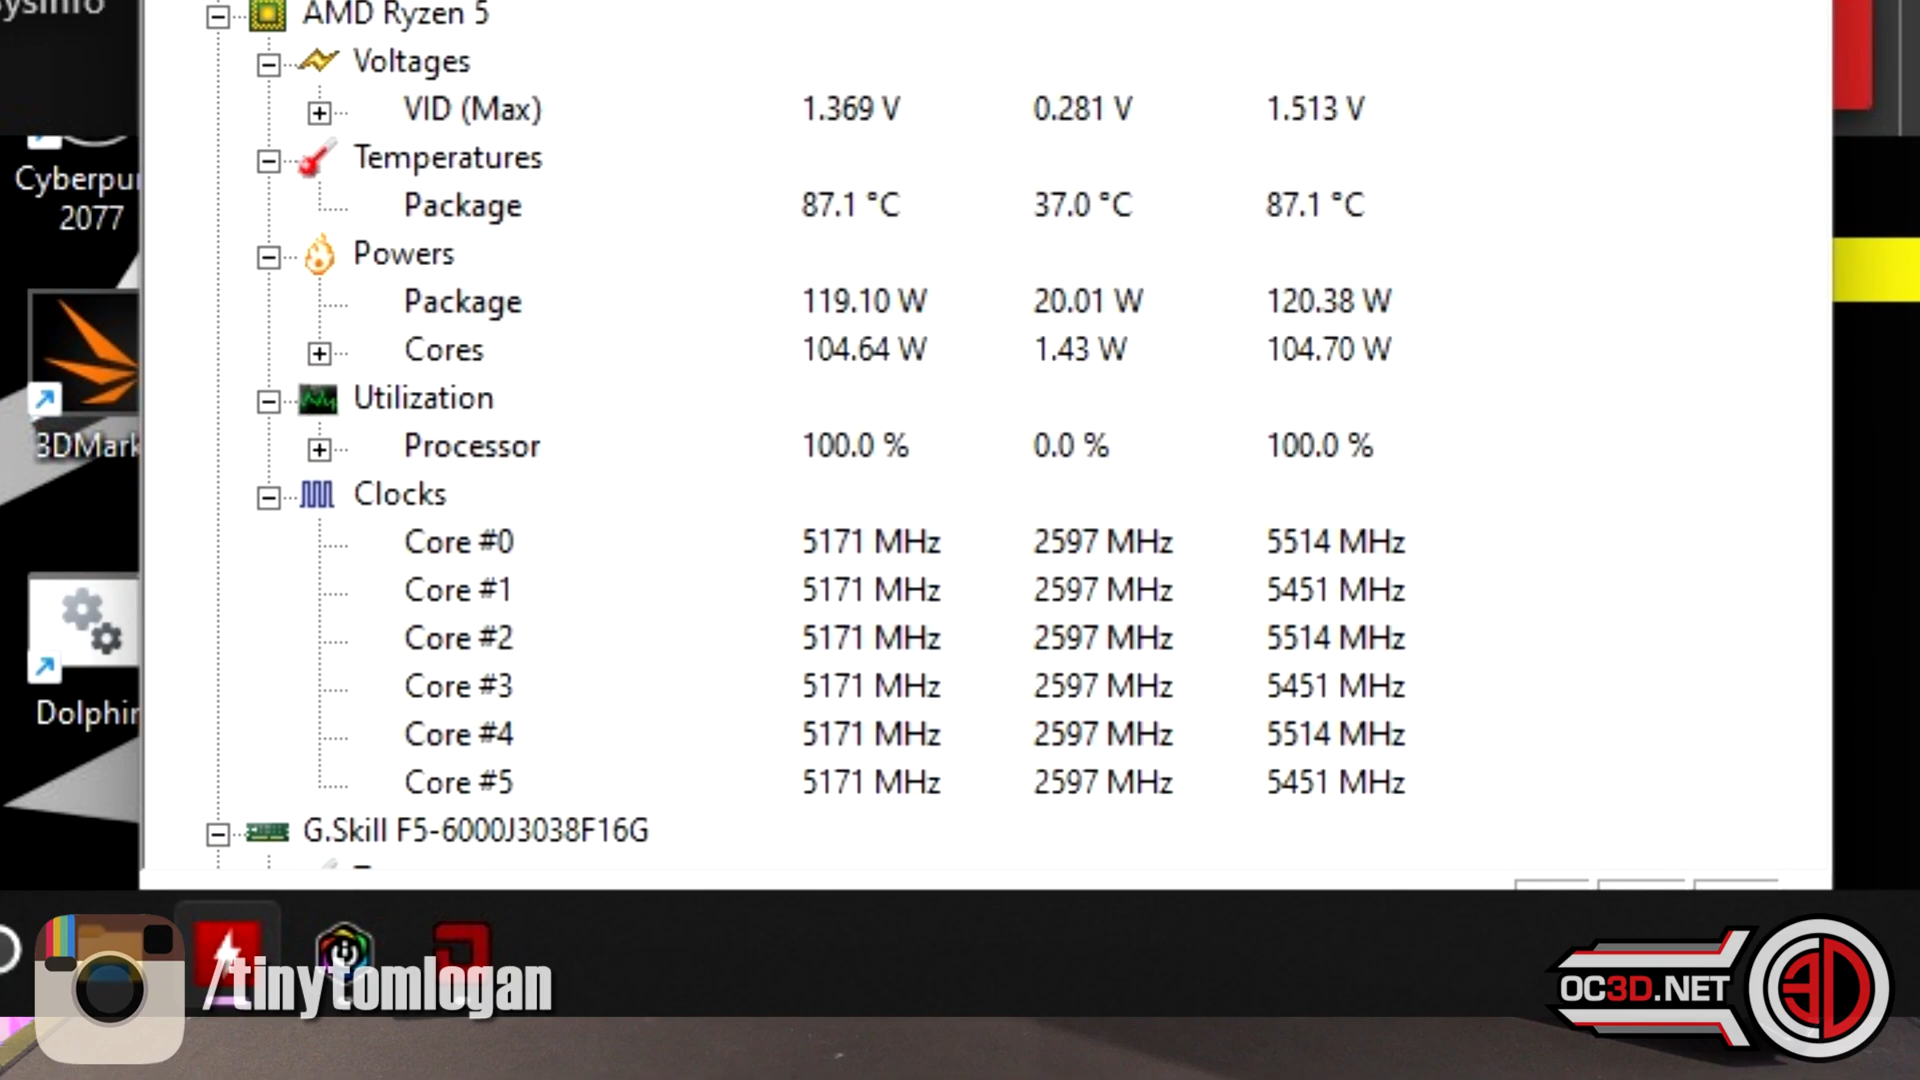 sysinfo
AMD Ryzen 5
Voltages
VID (Max) 1.369 V 0.281 V 1.513 V
Temperatures
Package 87.1 °C 37.0 °C 87.1 °C
Powers
Package 119.10 W 20.01 W 120.38 W
Cores 104.64 W 1.43 W 104.70 W
Utilization
Processor 100.0 % 0.0 % 100.0 %
Clocks
Core #0 5171 MHz 2597 MHz 5514 MHz
Core #1 5171 MHz 2597 MHz 5451 MHz
Core #2 5171 MHz 2597 MHz 5514 MHz
Core #3 5171 MHz 2597 MHz 5451 MHz
Core #4 5171 MHz 2597 MHz 5514 MHz
Core #5 5171 MHz 2597 MHz 5451 MHz
G.Skill F5-6000J3038F16G
Cyberpun
2077
3DMark
Dolphin
/tinytomlogan
OC3D.NET
3D